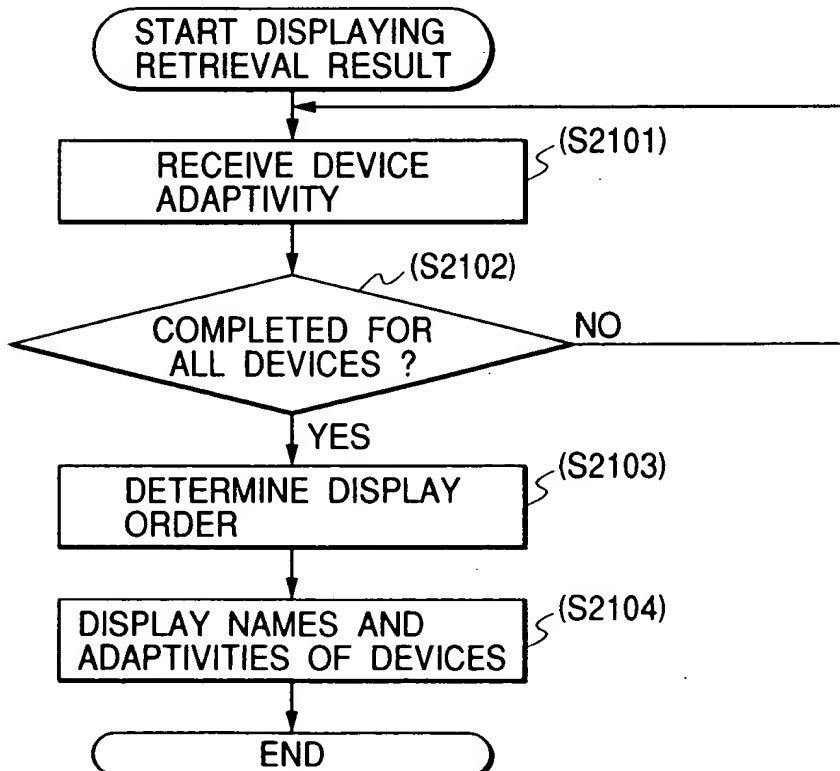 START DISPLAYING
RETRIEVAL RESULT
RECEIVE DEVICE
ADAPTIVITY
(S2101)
(S2102)
COMPLETED FOR
ALL DEVICES ?
NO
YES
DETERMINE DISPLAY
ORDER
(S2103)
DISPLAY NAMES AND
ADAPTIVITIES OF DEVICES
(S2104)
END